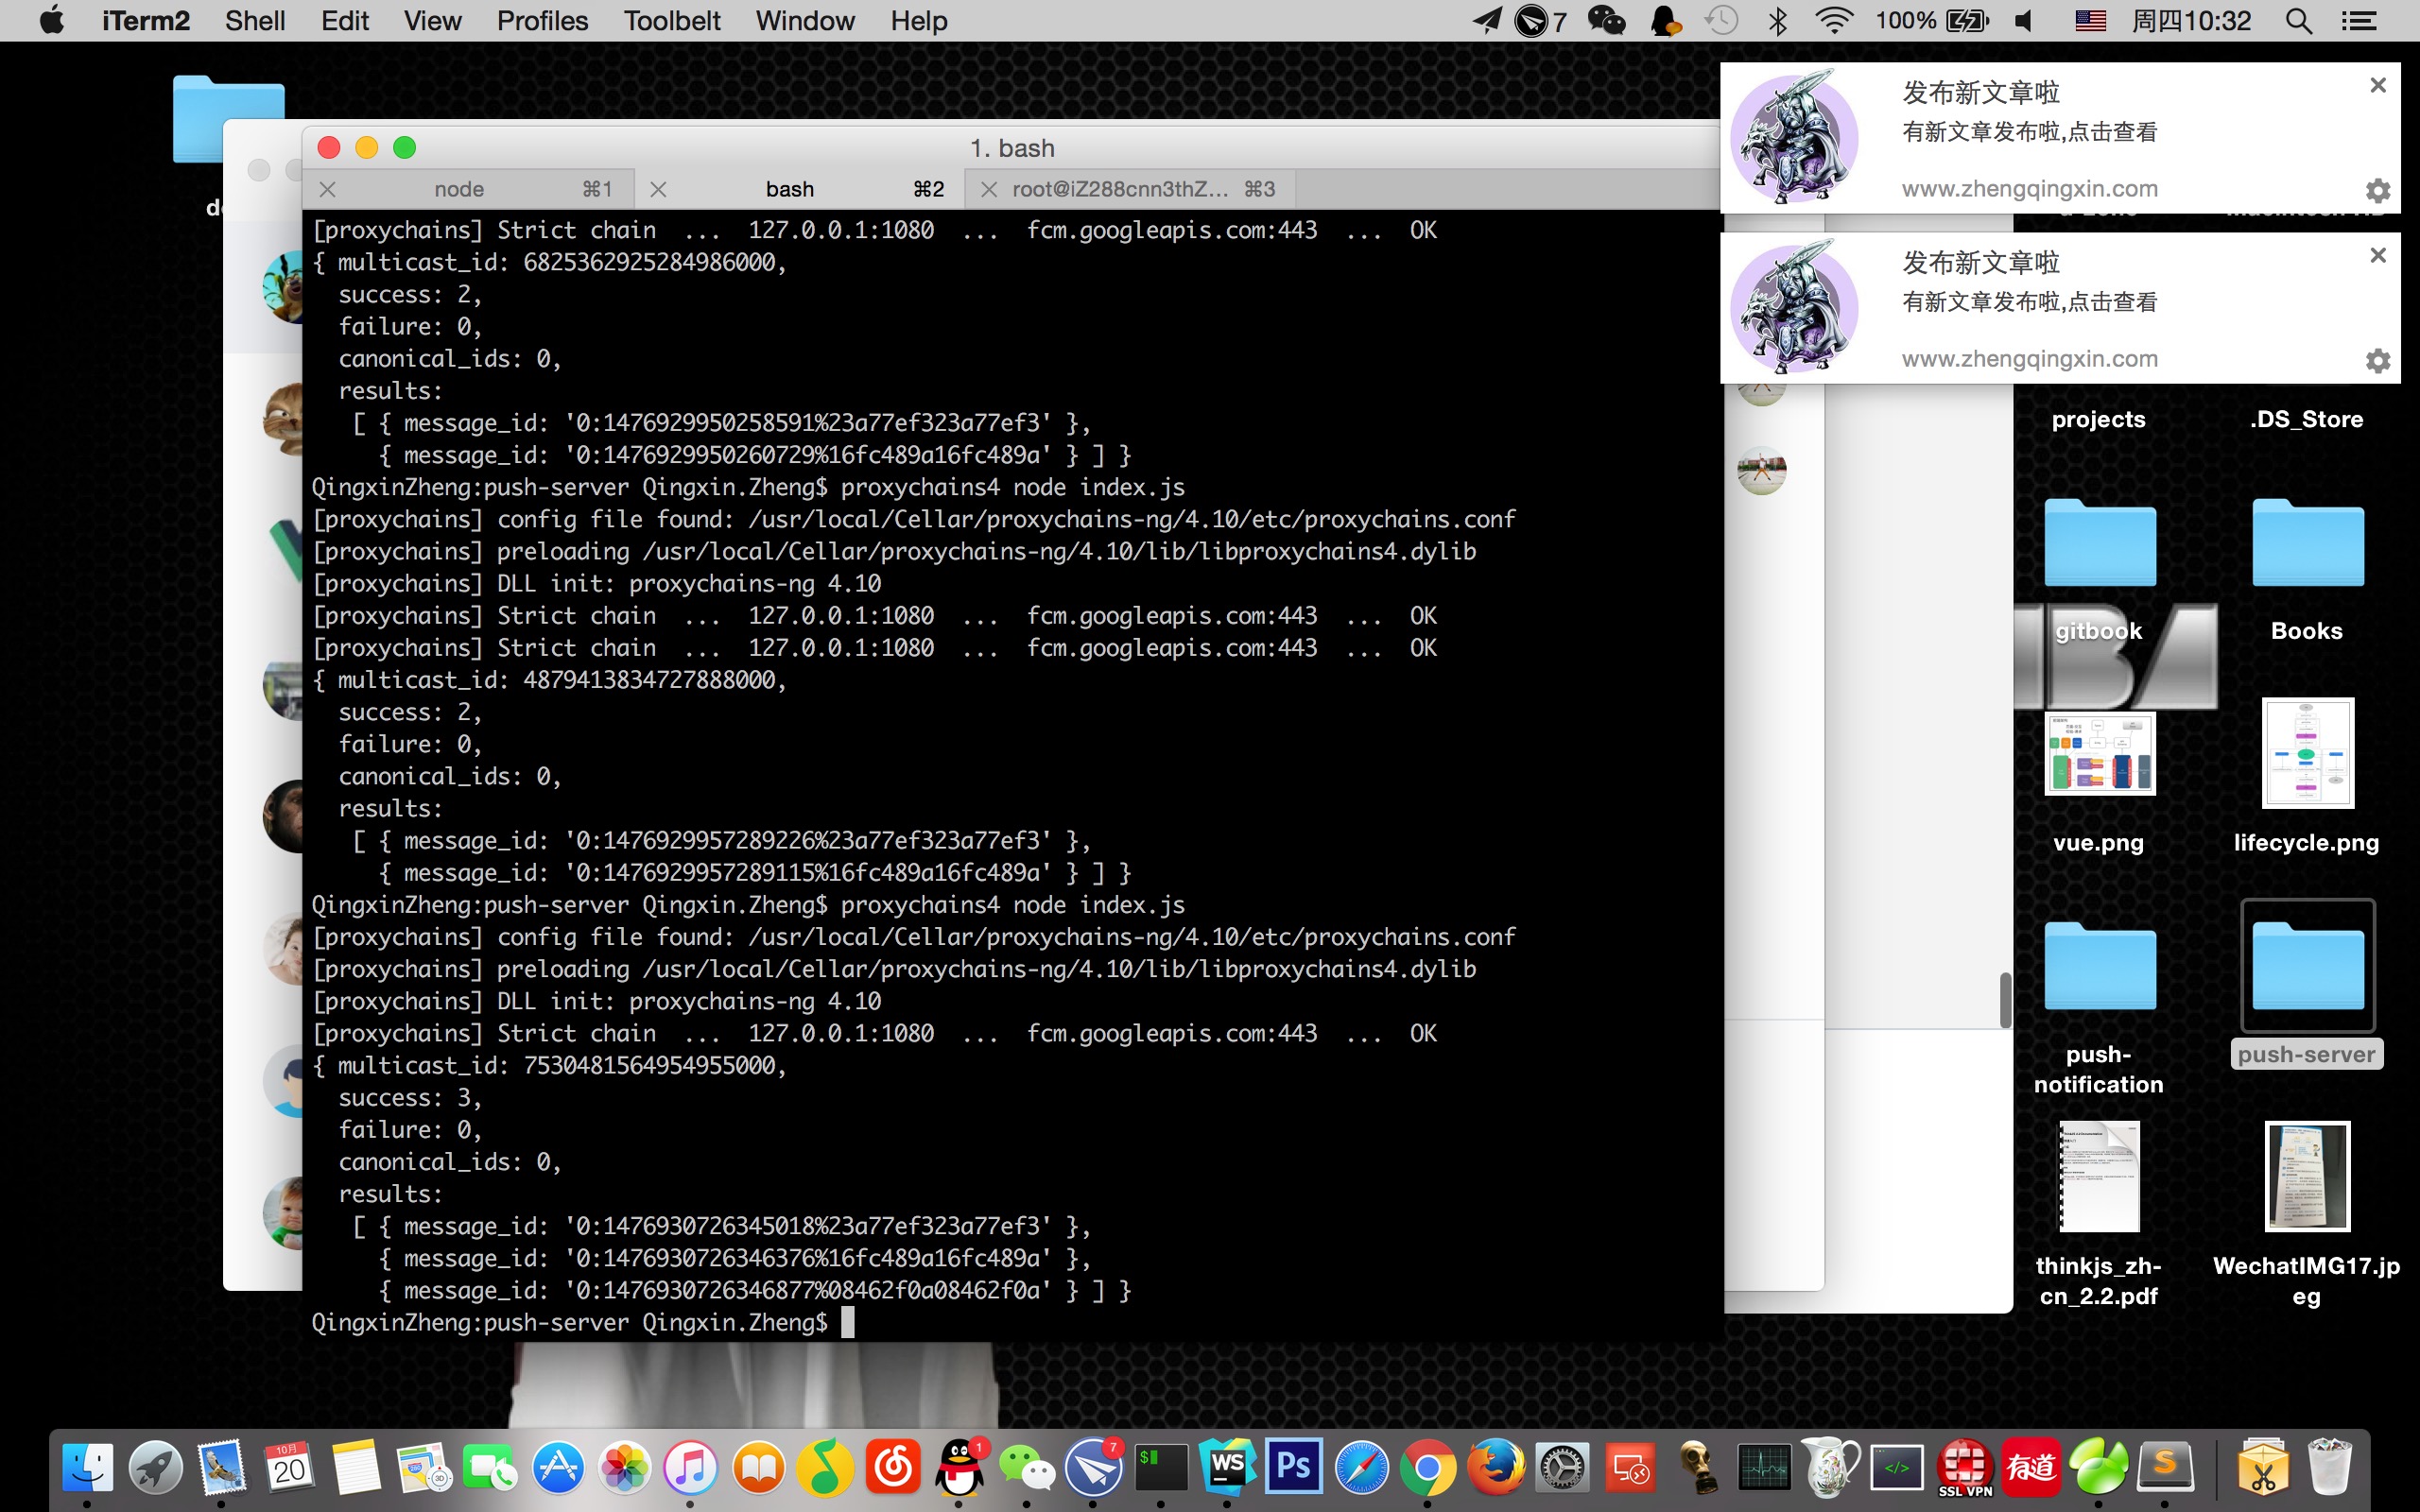 iTerm2 Shell Edit View Profiles Toolbelt Window Help
7 100% 周四10:32
发布新文章啦
有新文章发布啦,点击查看
www.zhengqingxin.com
发布新文章啦
有新文章发布啦,点击查看
www.zhengqingxin.com
1. bash
node ⌘1 bash ⌘2 root@iZ288cnn3thZ... ⌘3
[proxychains] Strict chain ... 127.0.0.1:1080 ... fcm.googleapis.com:443 ... OK
{ multicast_id: 6825362925284986000,
success: 2,
failure: 0,
canonical_ids: 0,
results:
[ { message_id: '0:1476929950258591%23a77ef323a77ef3' },
{ message_id: '0:1476929950260729%16fc489a16fc489a' } ] }
QingxinZheng:push-server Qingxin.Zheng$ proxychains4 node index.js
[proxychains] config file found: /usr/local/Cellar/proxychains-ng/4.10/etc/proxychains.conf
[proxychains] preloading /usr/local/Cellar/proxychains-ng/4.10/lib/libproxychains4.dylib
[proxychains] DLL init: proxychains-ng 4.10
[proxychains] Strict chain ... 127.0.0.1:1080 ... fcm.googleapis.com:443 ... OK
[proxychains] Strict chain ... 127.0.0.1:1080 ... fcm.googleapis.com:443 ... OK
{ multicast_id: 4879413834727888000,
success: 2,
failure: 0,
canonical_ids: 0,
results:
[ { message_id: '0:1476929957289226%23a77ef323a77ef3' },
{ message_id: '0:1476929957289115%16fc489a16fc489a' } ] }
QingxinZheng:push-server Qingxin.Zheng$ proxychains4 node index.js
[proxychains] config file found: /usr/local/Cellar/proxychains-ng/4.10/etc/proxychains.conf
[proxychains] preloading /usr/local/Cellar/proxychains-ng/4.10/lib/libproxychains4.dylib
[proxychains] DLL init: proxychains-ng 4.10
[proxychains] Strict chain ... 127.0.0.1:1080 ... fcm.googleapis.com:443 ... OK
{ multicast_id: 7530481564954955000,
success: 3,
failure: 0,
canonical_ids: 0,
results:
[ { message_id: '0:1476930726345018%23a77ef323a77ef3' },
{ message_id: '0:1476930726346376%16fc489a16fc489a' },
{ message_id: '0:1476930726346877%08462f0a08462f0a' } ] }
QingxinZheng:push-server Qingxin.Zheng$
projects .DS_Store
gitbook Books
vue.png lifecycle.png
push-
notification
push-server
thinkjs_zh-
cn_2.2.pdf
WechatIMG17.jp
eg
10月
20
3D
1
7
$
WS
Ps
</>
SSL VPN
有道
S